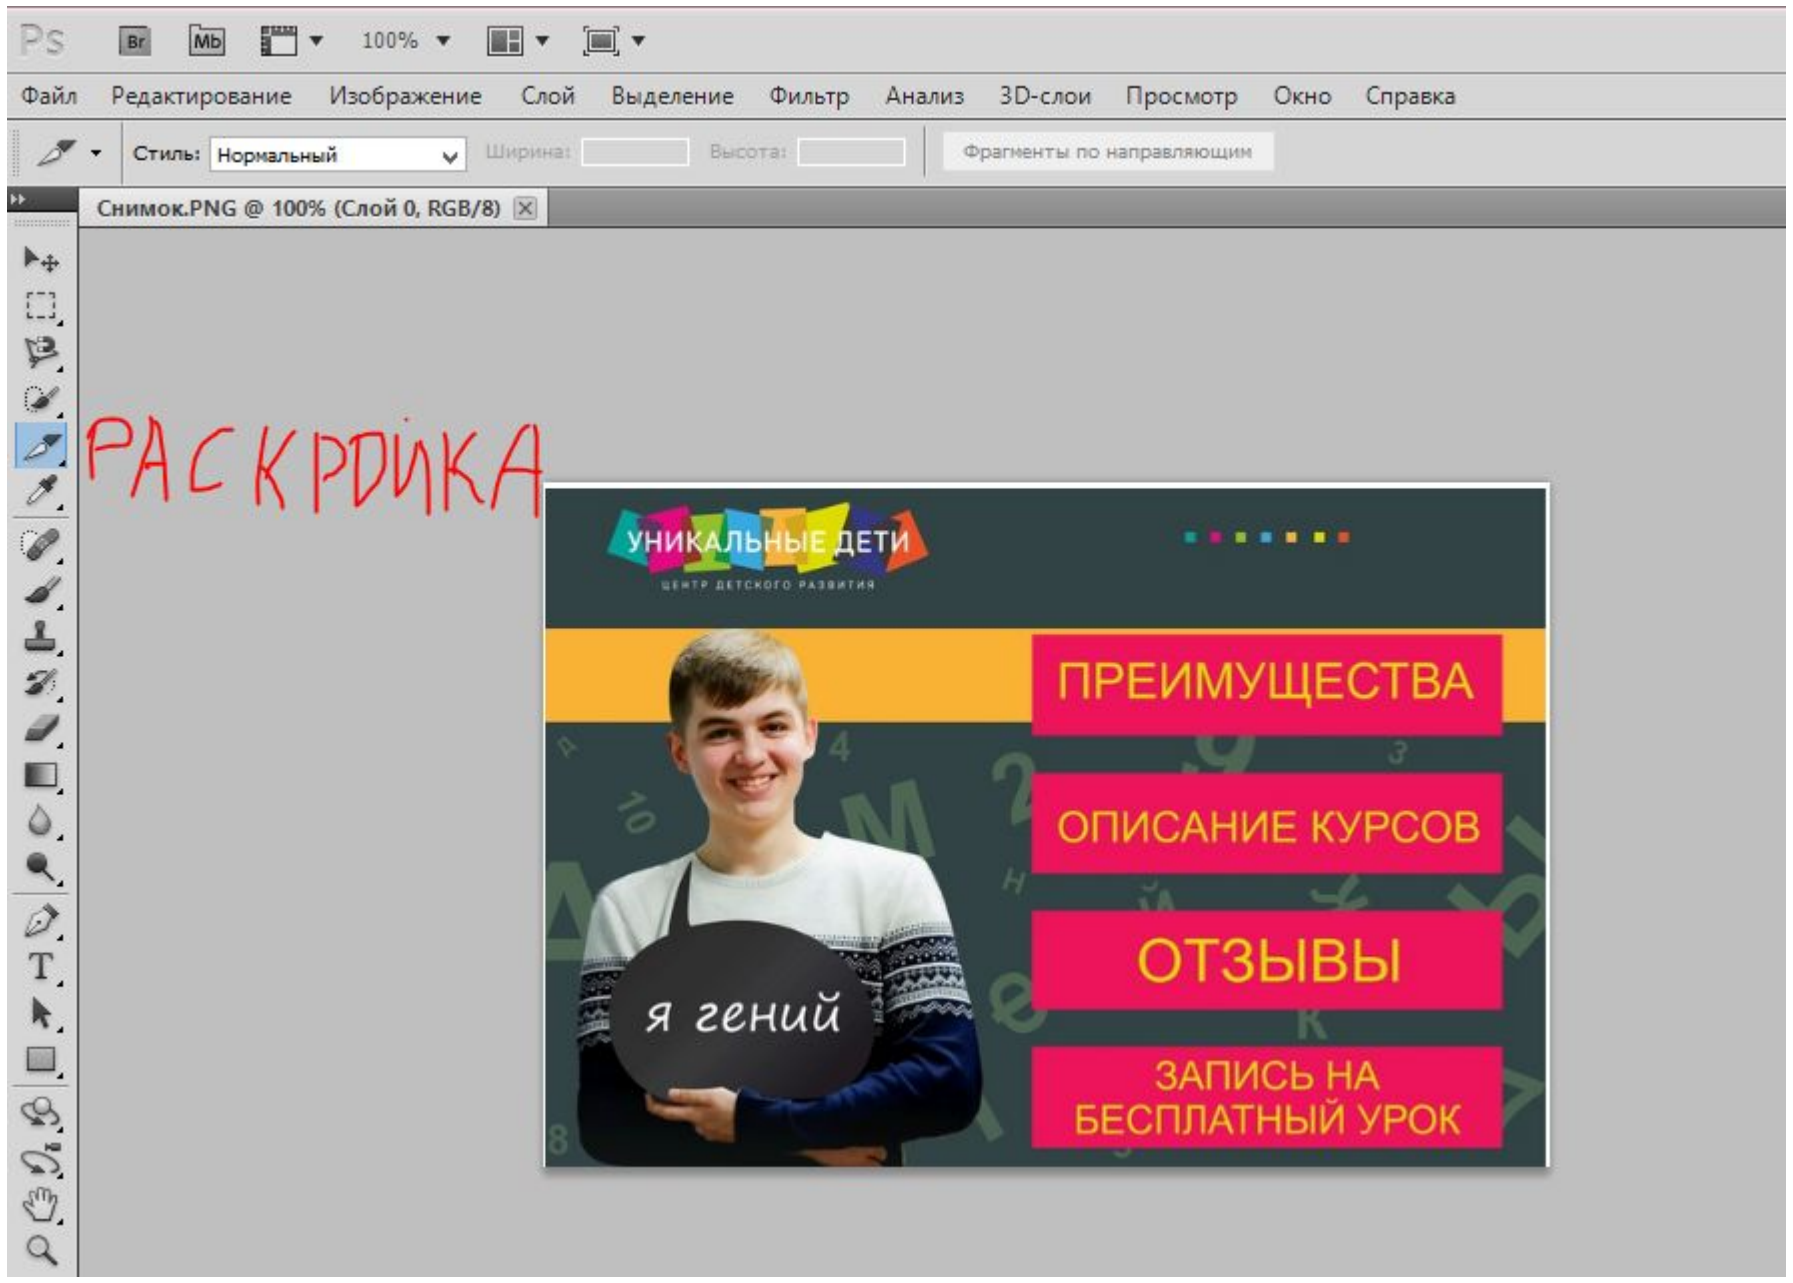 Ps Br Mb 100%
Файл Редактирование Изображение Слой Выделение Фильтр Анализ 3D-слои Просмотр Окно Справка
Стиль: Нормальный Ширина: Высота: Фрагменты по направляющим
Снимок.PNG @ 100% (Слой 0, RGB/8)
РАСКРОЙКА
УНИКАЛЬНЫЕ ДЕТИ
ЦЕНТР ДЕТСКОГО РАЗВИТИЯ
ПРЕИМУЩЕСТВА
ОПИСАНИЕ КУРСОВ
ОТЗЫВЫ
я гений
ЗАПИСЬ НА
БЕСПЛАТНЫЙ УРОК